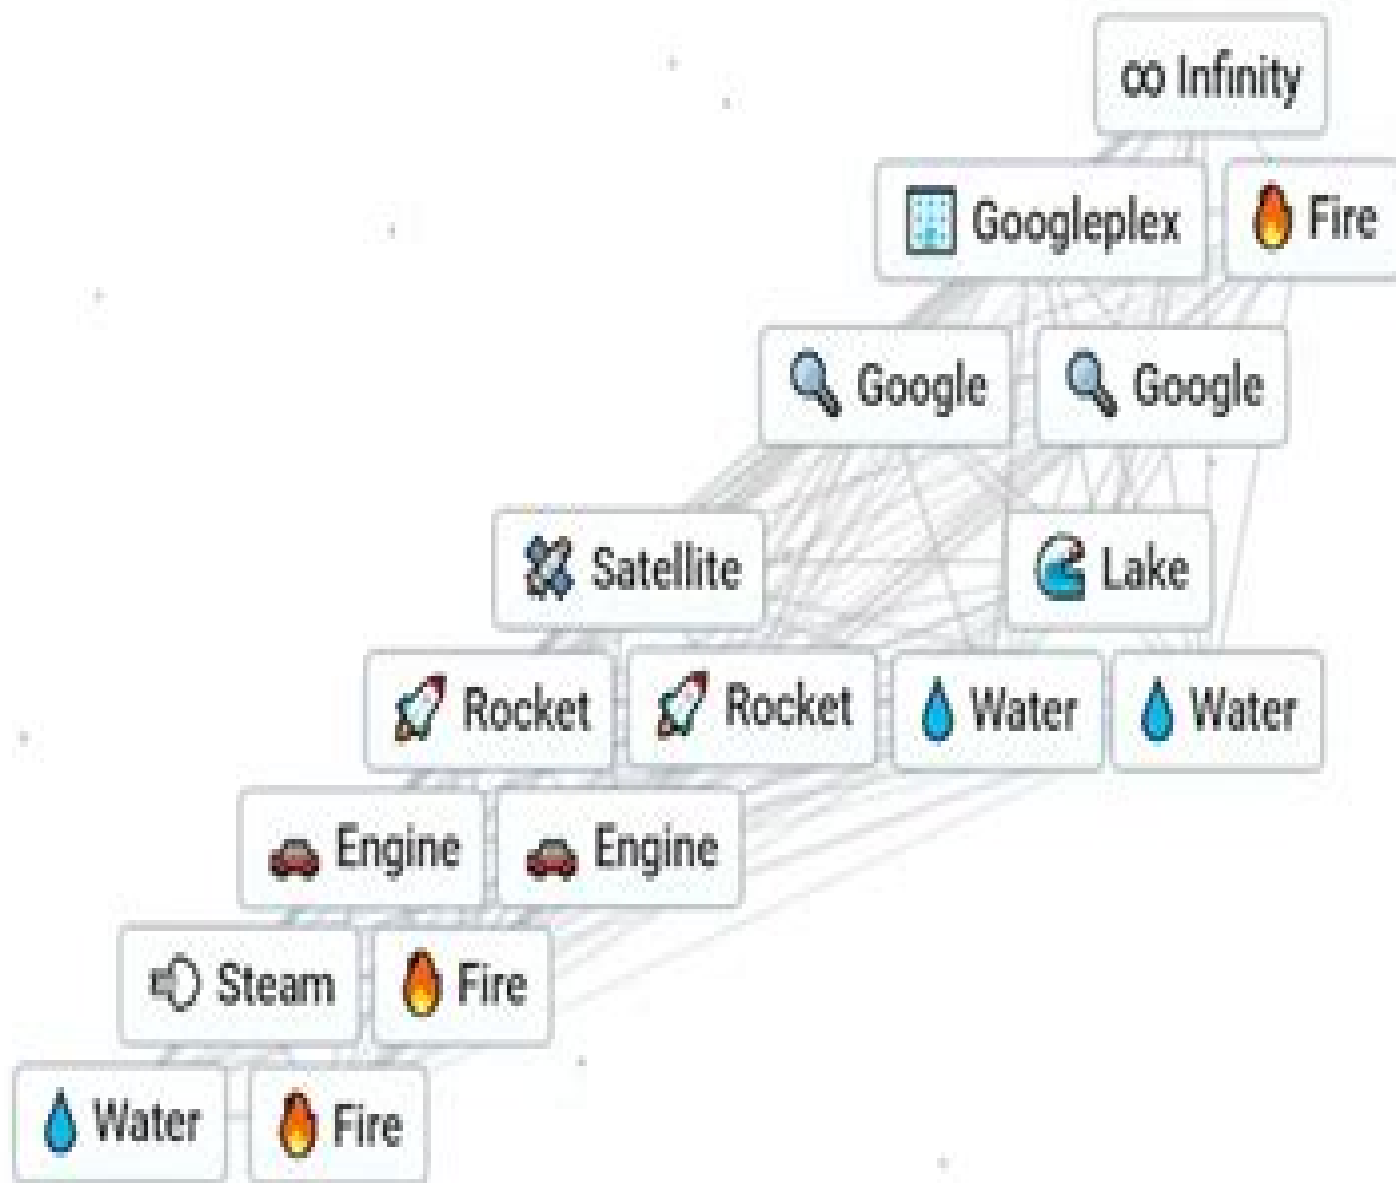 ∞ Infinity
Googleplex Fire
Google Google
Satellite Lake
Rocket Rocket Water Water
Engine Engine
Steam Fire
Water Fire